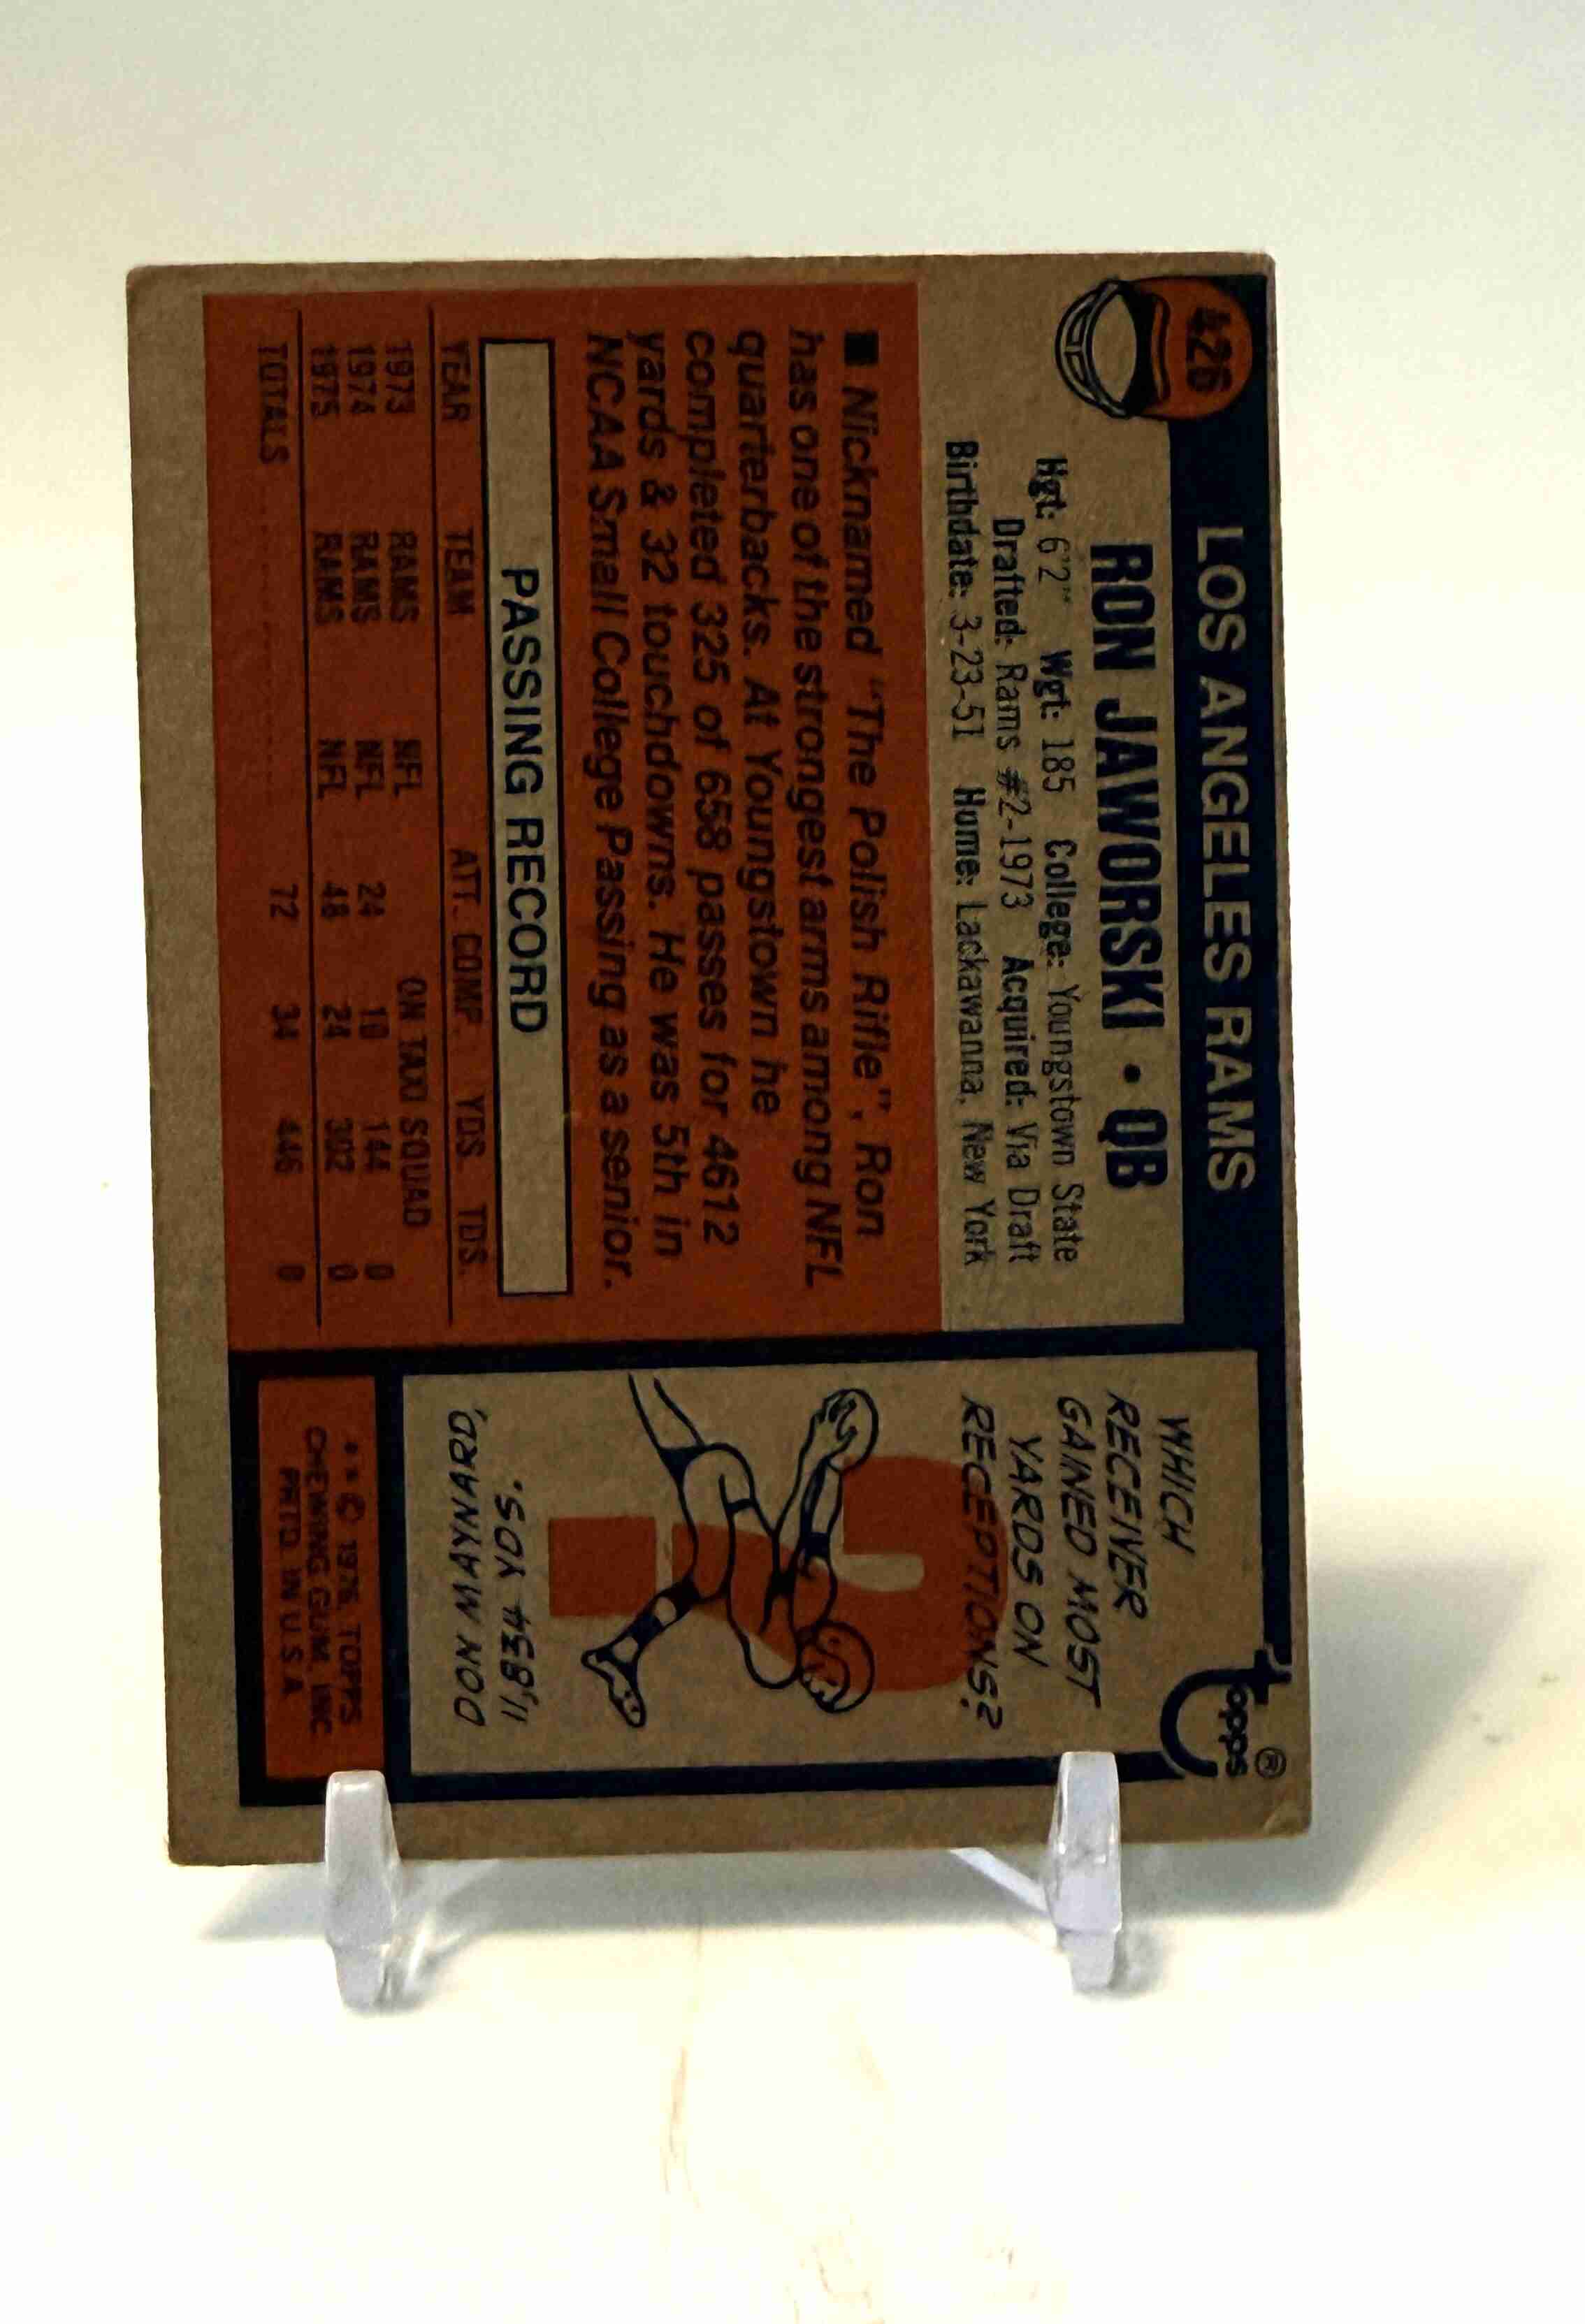 426
LOS ANGELES RAMS
RON JAWORSKI • QB
Hgt: 6'2" Wgt: 185 College: Youngstown State
Drafted: Rams #2-1973 Acquired: Via Draft
Birthdate: 3-23-51 Home: Lackawanna, New York
■ Nicknamed "The Polish Rifle", Ron
has one of the strongest arms among NFL
quarterbacks. At Youngstown he
completed 325 of 658 passes for 4612
yards & 32 touchdowns. He was 5th in
NCAA Small College Passing as a senior.
PASSING RECORD
YEAR TEAM ATT. COMP. YDS. TDS.
1973 RAMS NFL ON TAXI SQUAD
1974 RAMS NFL 24 10 144 0
1975 RAMS NFL 48 24 302 0
TOTALS 72 34 446 0
topps®
WHICH
RECEIVER
GAINED MOST
YARDS ON
RECEPTIONS?
DON MAYNARD,
11,834 YDS.
** © 1976 TOPPS
CHEWING GUM, INC.
PRTD. IN U.S.A.